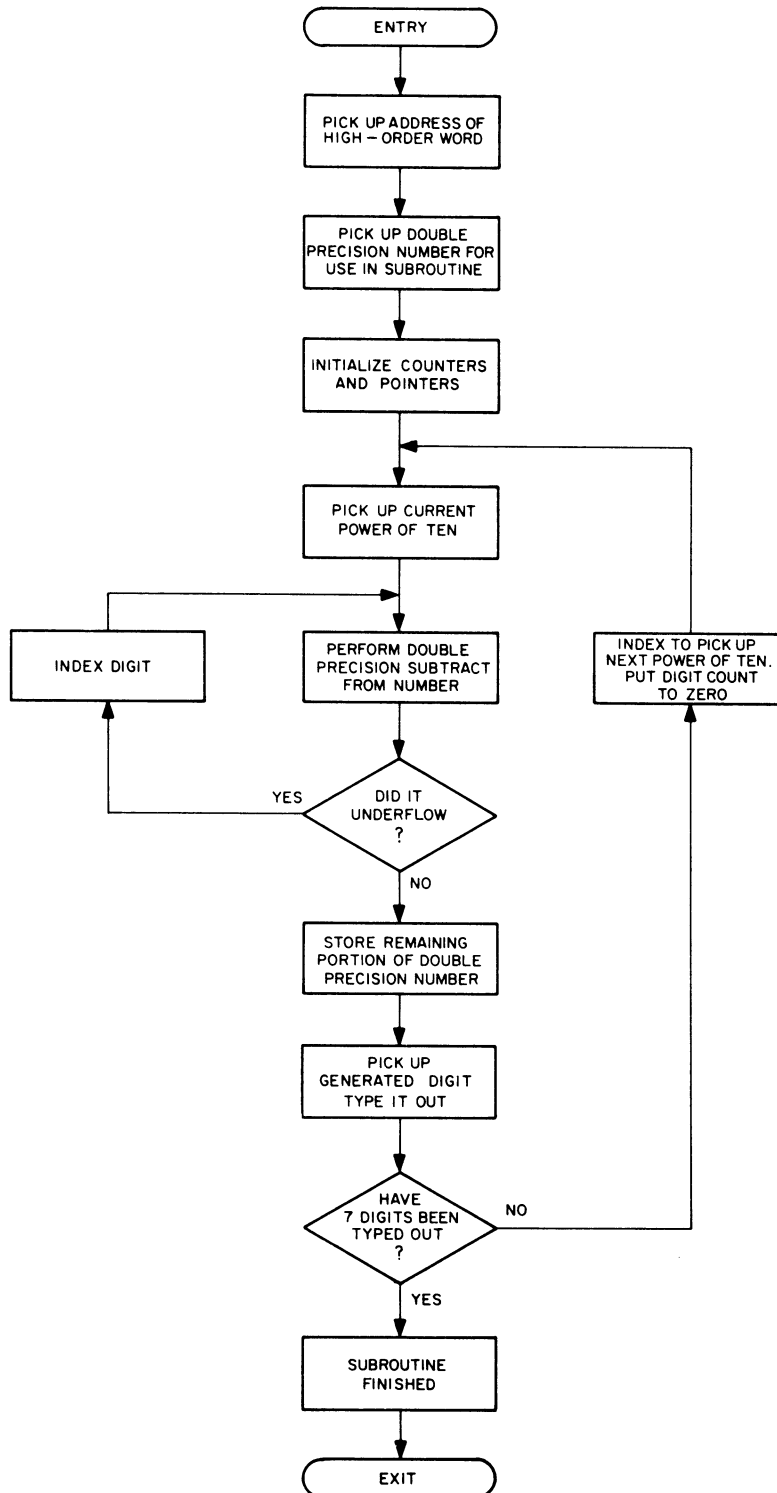 ENTRY
PICK UP ADDRESS OF
HIGH — ORDER WORD
PICK UP DOUBLE
PRECISION NUMBER FOR
USE IN SUBROUTINE
INITIALIZE COUNTERS
AND POINTERS
PICK UP CURRENT
POWER OF TEN
INDEX DIGIT
PERFORM DOUBLE
PRECISION SUBTRACT
FROM NUMBER
INDEX TO PICK UP
NEXT POWER OF TEN.
PUT DIGIT COUNT
TO ZERO
YES
DID IT
UNDERFLOW
?
NO
STORE REMAINING
PORTION OF DOUBLE
PRECISION NUMBER
PICK UP
GENERATED DIGIT
TYPE IT OUT
HAVE
7 DIGITS BEEN
TYPED OUT
?
NO
YES
SUBROUTINE
FINISHED
EXIT